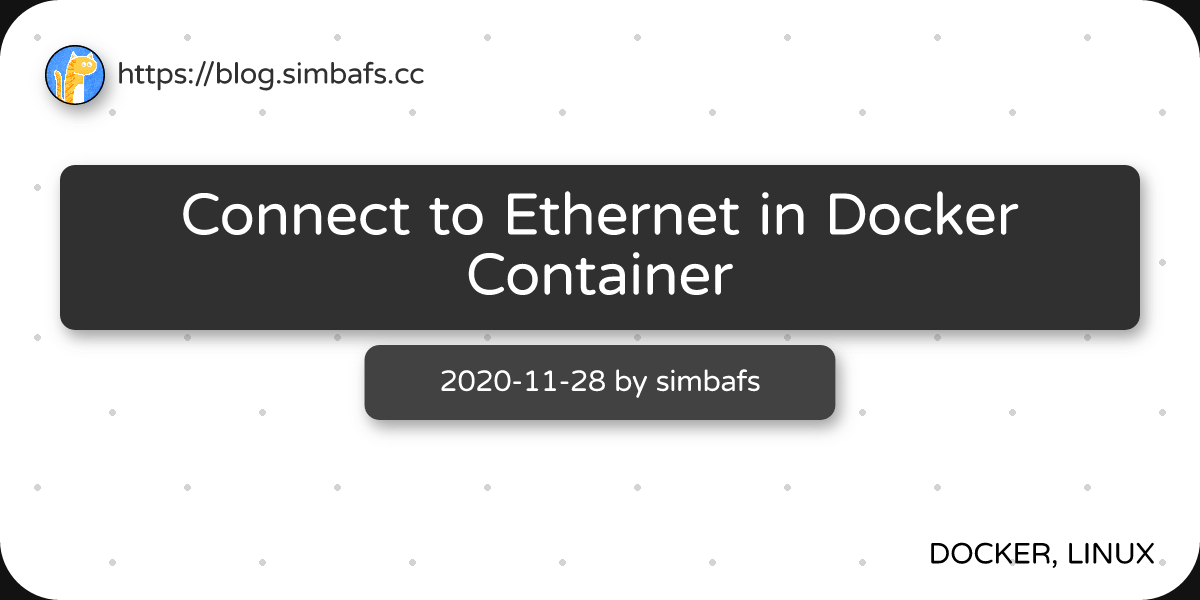 https://blog.simbafs.cc
Connect to Ethernet in Docker
Container
2020-11-28 by simbafs
DOCKER, LINUX